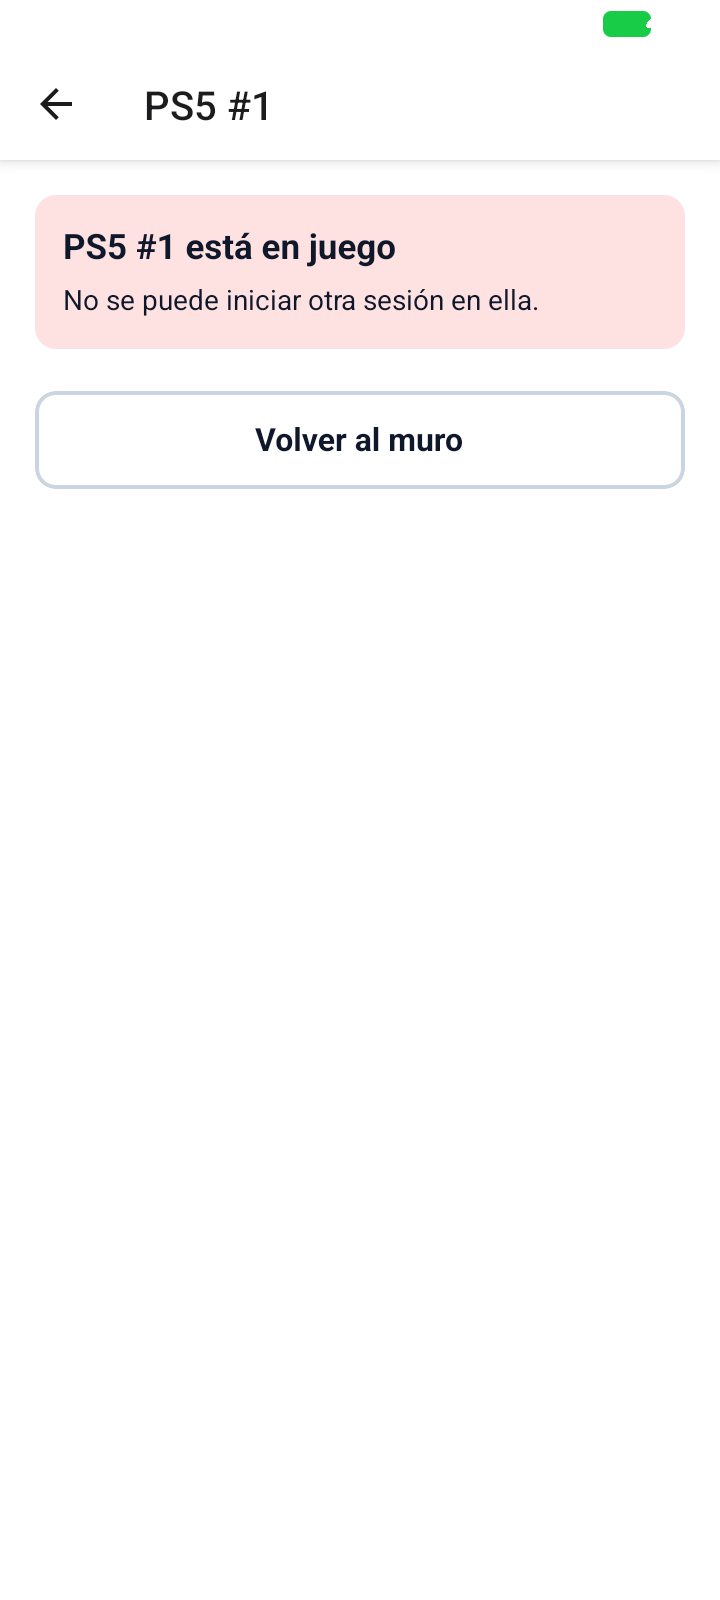 PS5 #1
PS5 #1 está en juego
No se puede iniciar otra sesión en ella.
Volver al muro